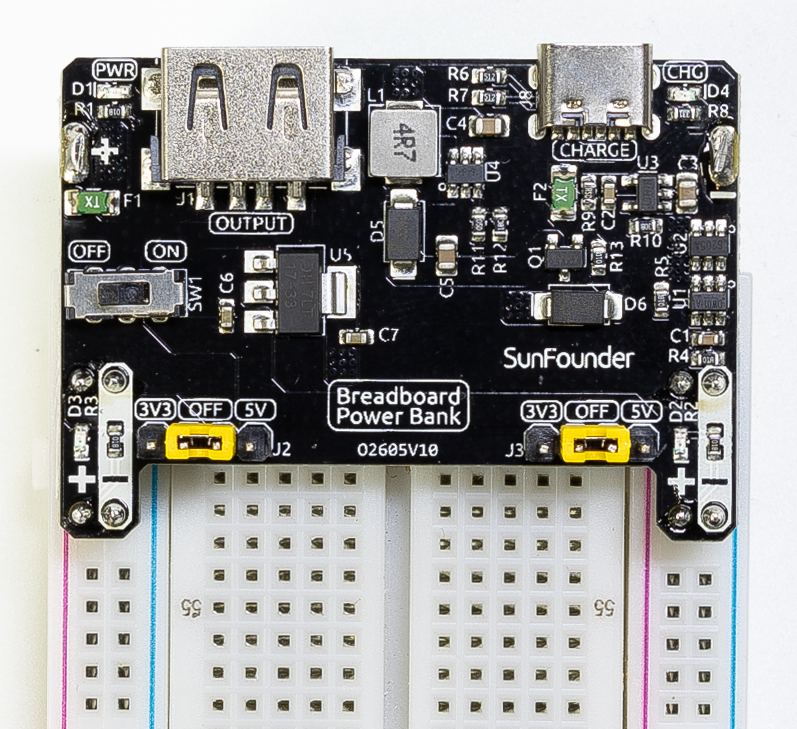 PWR
D1
R1
+
F1
J1
OUTPUT
L1
4R7
R6
R7
C4
U4
J8
CHARGE
CHG
D4
R8
-
F2
R9
C2
U3
C3
R10
D5
C5
R11
R12
Q1
R13
U2
R5
U1
D6
C1
R4
OFF ON
SW1
C6
U5
C7
SunFounder
Breadboard
Power Bank
O2605V10
D3
R3
3V3 OFF 5V
J2
+ -
3V3 OFF 5V
J3
D2
R2
+ -
55
55